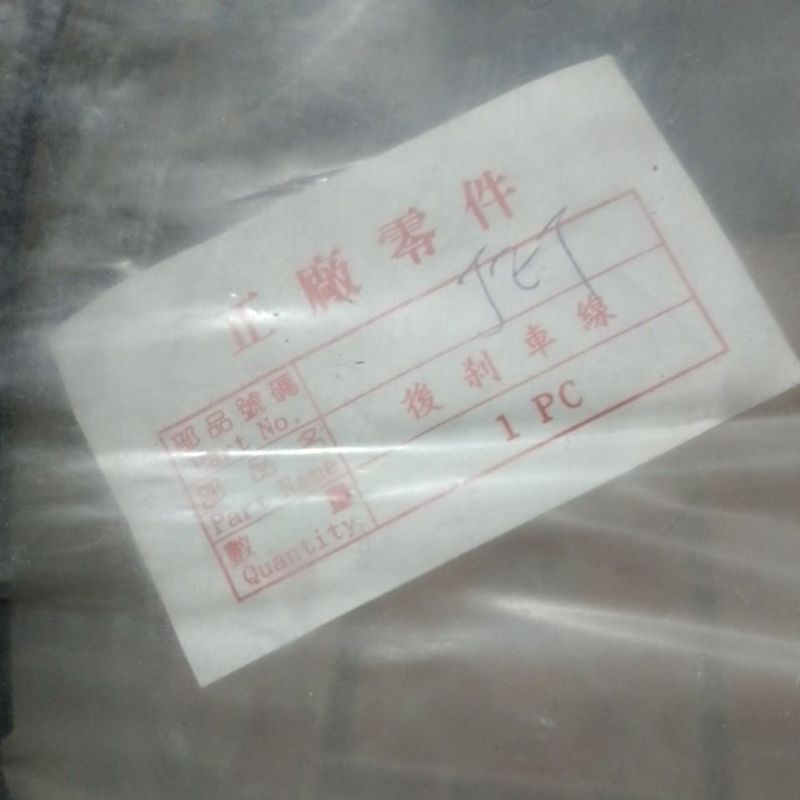 正廠零件
部品號碼 JET
Part No.
部品名 後刹車線
Part Name
數量 1 PC
Quantity